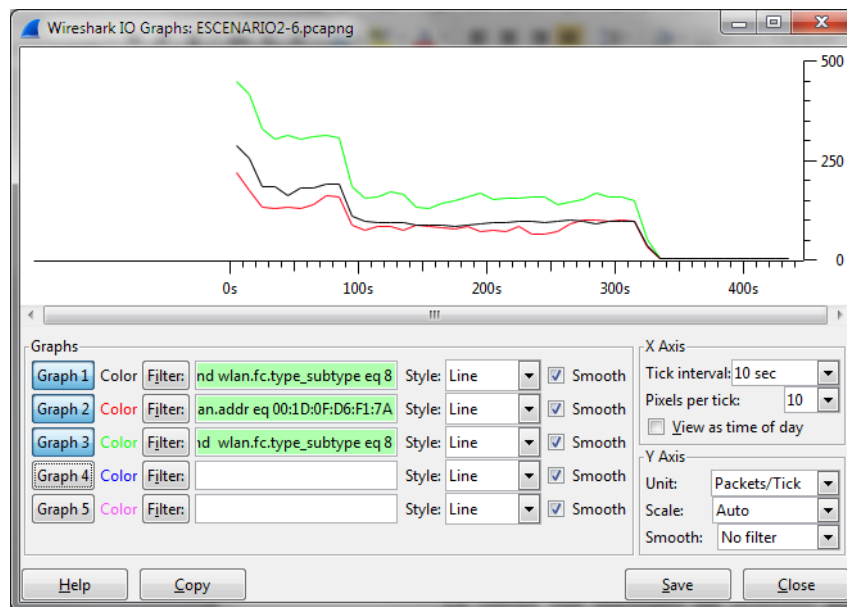 Wireshark IO Graphs: ESCENARIO2-6.pcapng
500
250
0
0s 100s 200s 300s 400s
Graphs
Graph 1 Color Filter: nd wlan.fc.type_subtype eq 8 Style: Line Smooth
Graph 2 Color Filter: an.addr eq 00:1D:0F:D6:F1:7A Style: Line Smooth
Graph 3 Color Filter: nd wlan.fc.type_subtype eq 8 Style: Line Smooth
Graph 4 Color Filter: Style: Line Smooth
Graph 5 Color Filter: Style: Line Smooth
X Axis
Tick interval: 10 sec
Pixels per tick: 10
View as time of day
Y Axis
Unit: Packets/Tick
Scale: Auto
Smooth: No filter
Help Copy Save Close